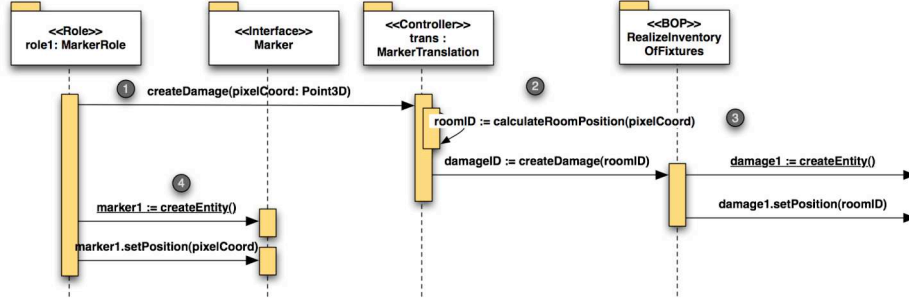 <<Role>>
role1: MarkerRole
<<Interface>>
Marker
<<Controller>>
trans :
MarkerTranslation
<<BOP>>
RealizeInventory
OfFixtures
1
createDamage(pixelCoord: Point3D)
2
roomID := calculateRoomPosition(pixelCoord)
3
damageID := createDamage(roomID)
damage1 := createEntity()
4
marker1 := createEntity()
damage1.setPosition(roomID)
marker1.setPosition(pixelCoord)